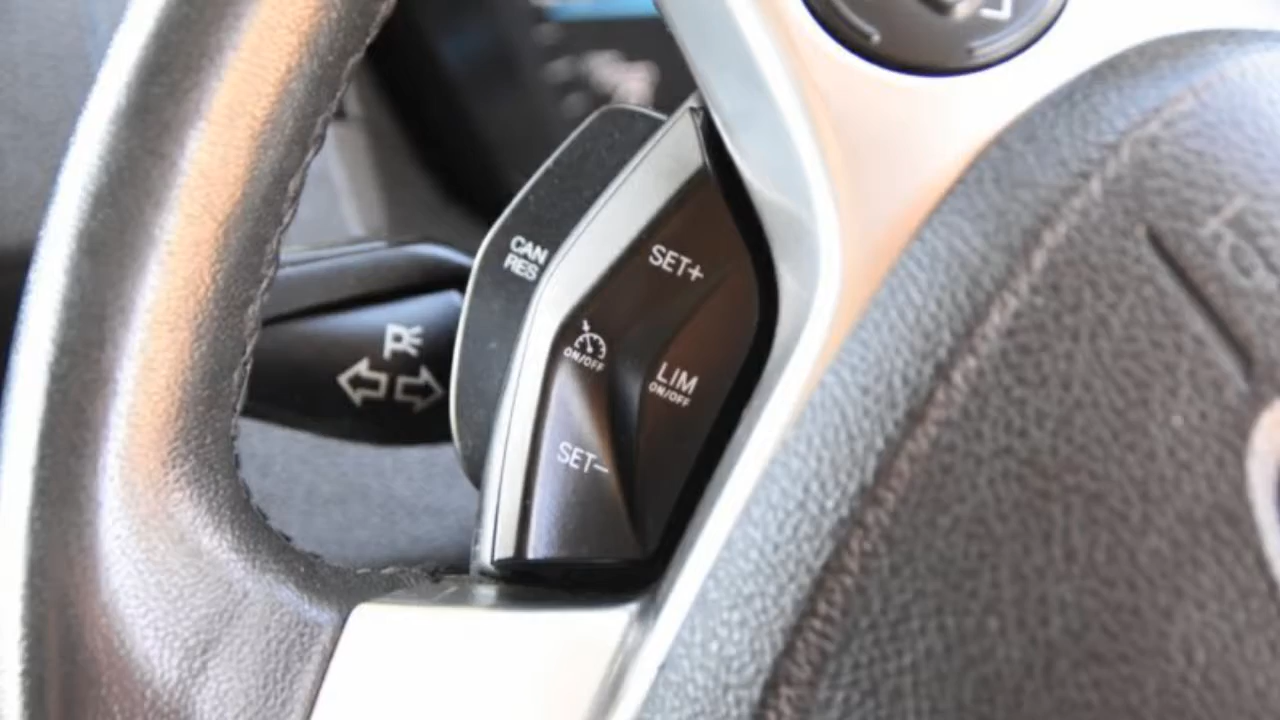 CAN
RES
SET+
ON/OFF
LIM
ON/OFF
SET−